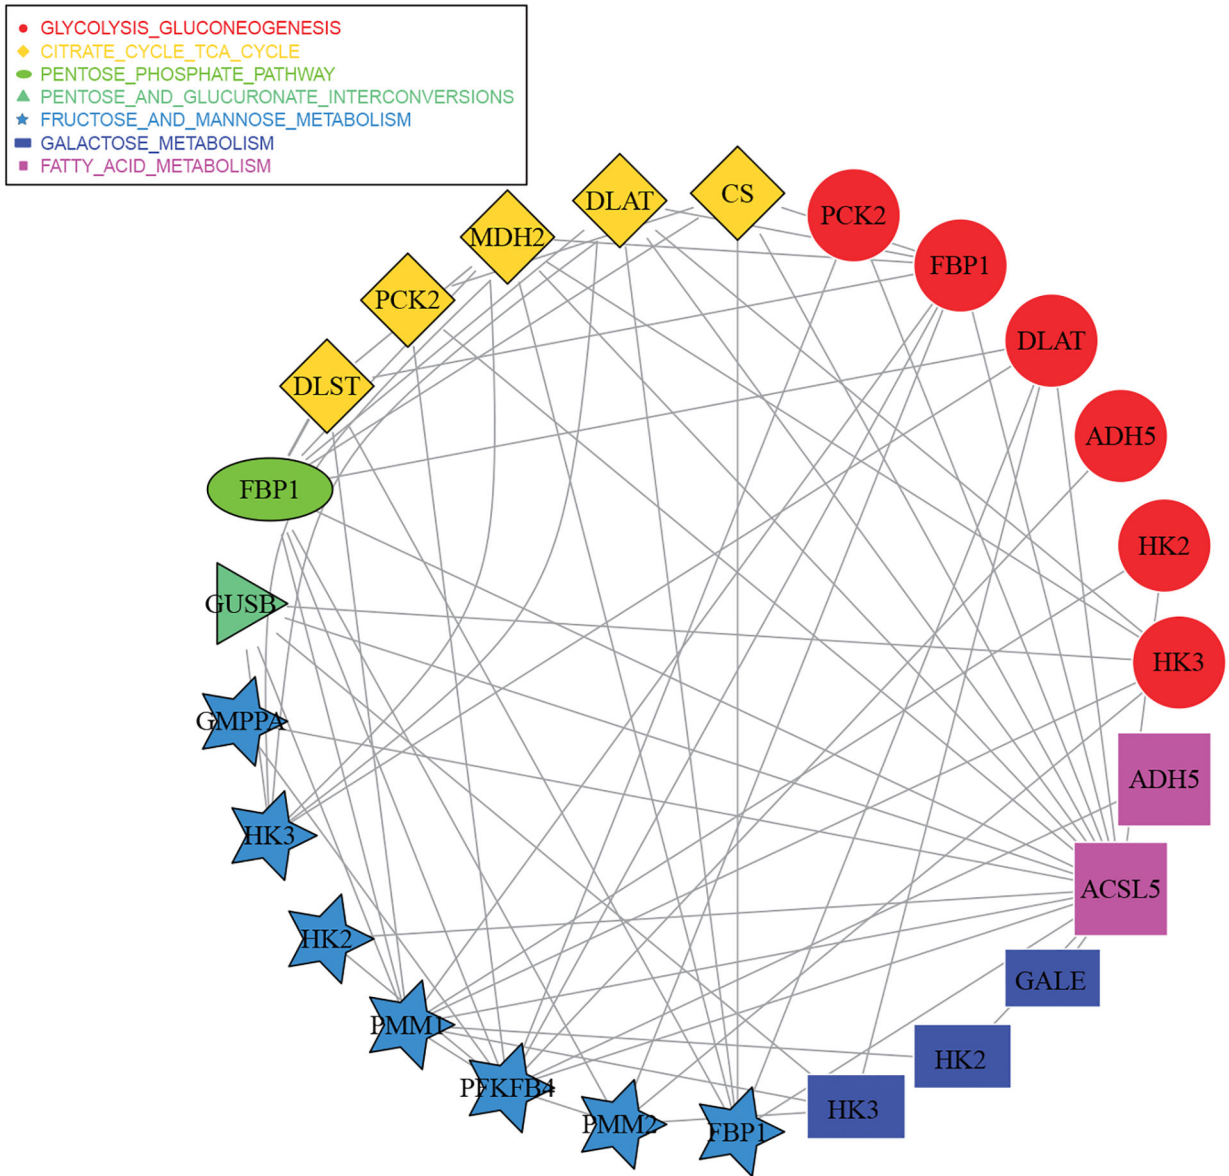 GLYCOLYSIS_GLUCONEOGENESIS
CITRATE_CYCLE_TCA_CYCLE
PENTOSE_PHOSPHATE_PATHWAY
PENTOSE_AND_GLUCURONATE_INTERCONVERSIONS
FRUCTOSE_AND_MANNOSE_METABOLISM
GALACTOSE_METABOLISM
FATTY_ACID_METABOLISM
CS
DLAT
PCK2
MDH2
FBP1
PCK2
DLAT
DLST
ADH5
FBP1
HK2
GUSB
HK3
GMPPA
ADH5
HK3
ACSL5
HK2
GALE
PMM1
HK2
PFKFB4
HK3
PMM2
FBP1